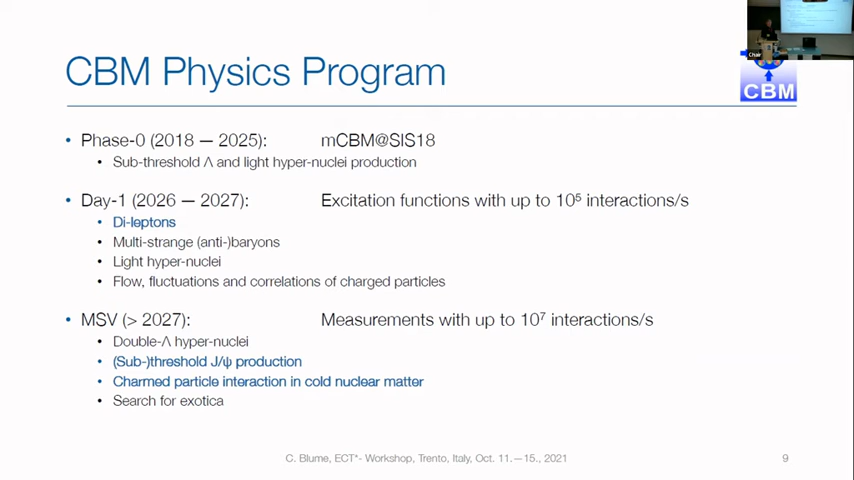 Chair
CBM Physics Program
CBM
• Phase-0 (2018 — 2025): mCBM@SIS18
• Sub-threshold Λ and light hyper-nuclei production
• Day-1 (2026 — 2027): Excitation functions with up to 10⁵ interactions/s
• Di-leptons
• Multi-strange (anti-)baryons
• Light hyper-nuclei
• Flow, fluctuations and correlations of charged particles
• MSV (> 2027): Measurements with up to 10⁷ interactions/s
• Double-Λ hyper-nuclei
• (Sub-)threshold J/ψ production
• Charmed particle interaction in cold nuclear matter
• Search for exotica
C. Blume, ECT*- Workshop, Trento, Italy, Oct. 11.—15., 2021
9